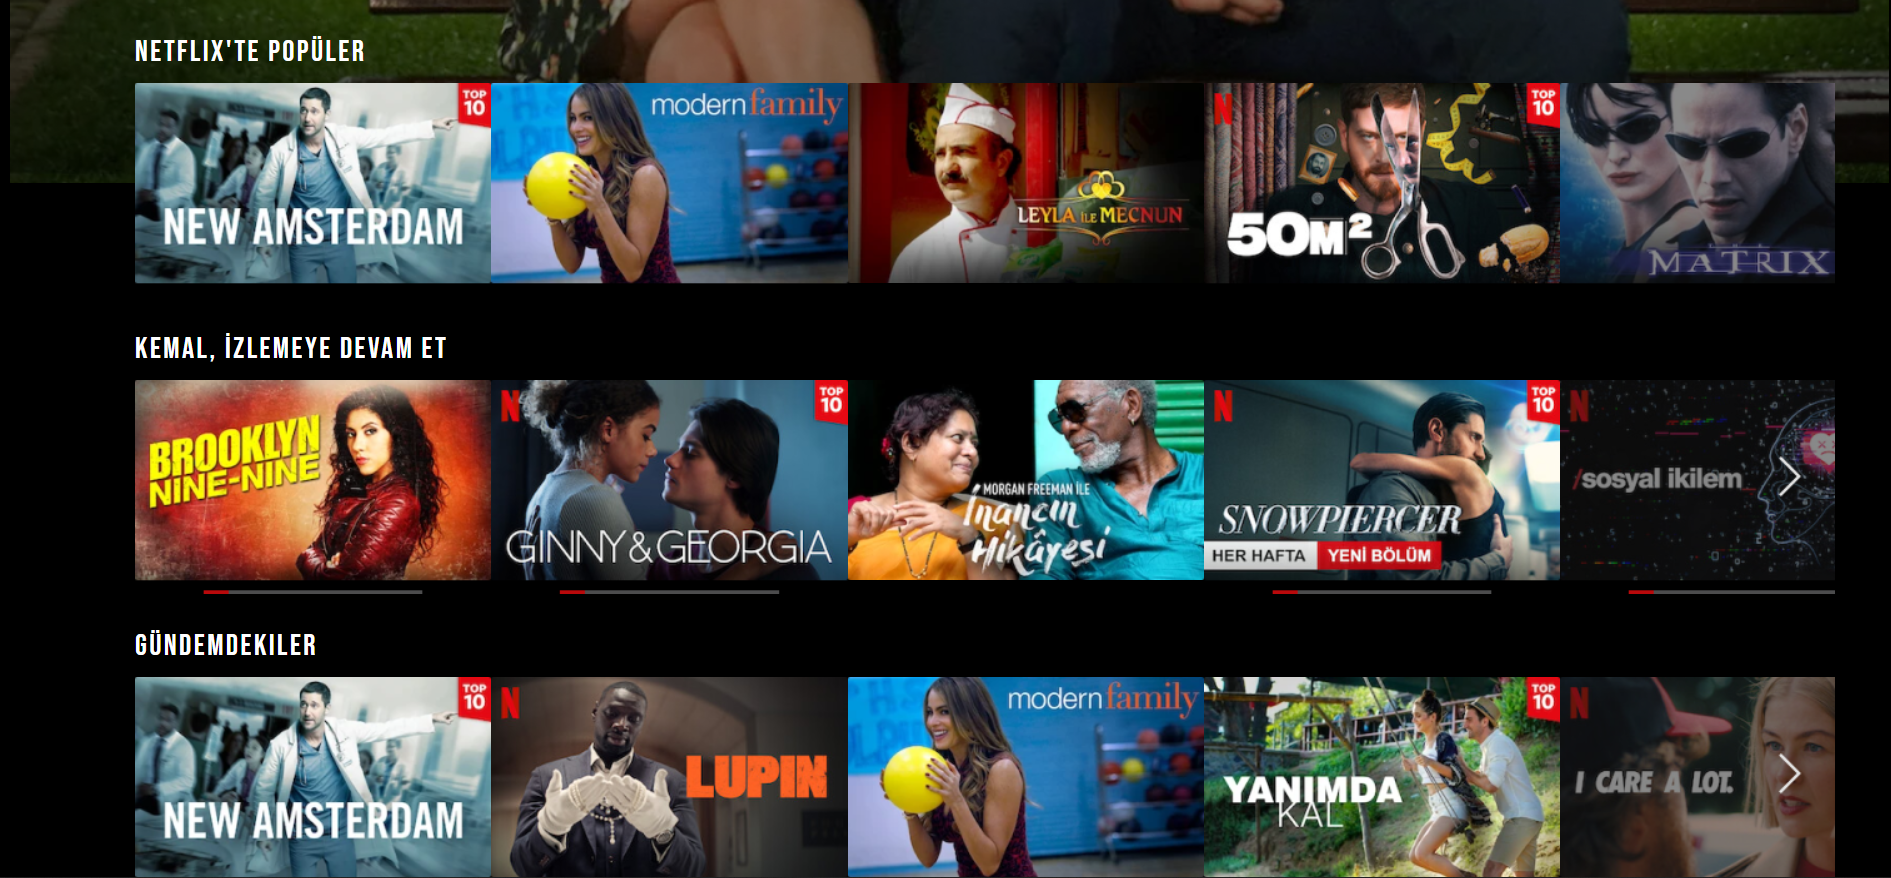 NETFLIX'TE POPÜLER
TOP
10
NEW AMSTERDAM
modern family
LEYLA İLE MECNUN
N
50M²
TOP
10
MATRIX
KEMAL, İZLEMEYE DEVAM ET
BROOKLYN
NINE-NINE
N
TOP
10
GINNY & GEORGIA
MORGAN FREEMAN İLE
İnancın
Hikâyesi
N
TOP
10
SNOWPIERCER
HER HAFTA YENİ BÖLÜM
N
/sosyal ikilem
GÜNDEMDEKILER
TOP
10
NEW AMSTERDAM
N
LUPIN
modern family
TOP
10
YANIMDA
KAL
N
I CARE A LOT.